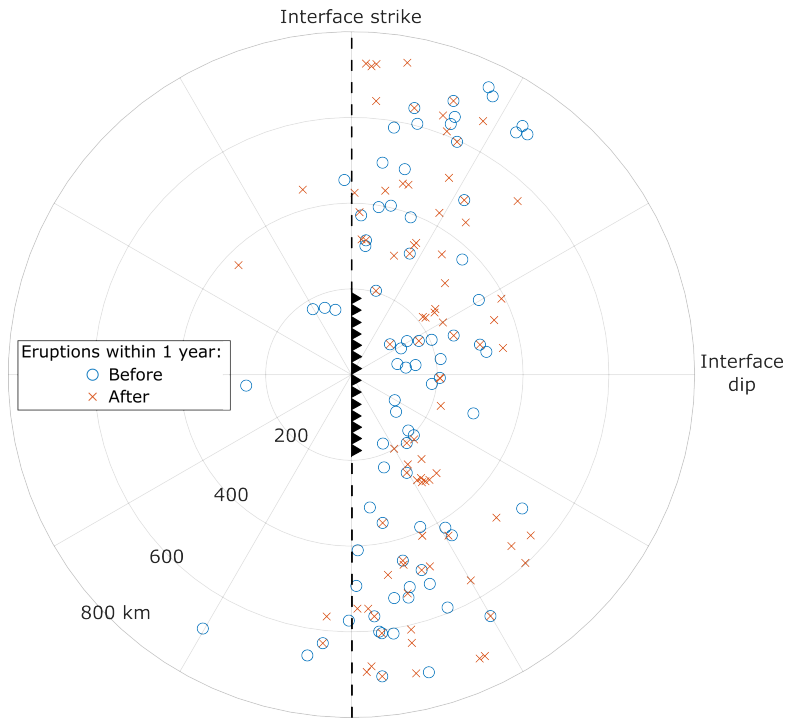 Interface strike
Eruptions within 1 year:
Before
After
Interface
dip
200
400
600
800 km